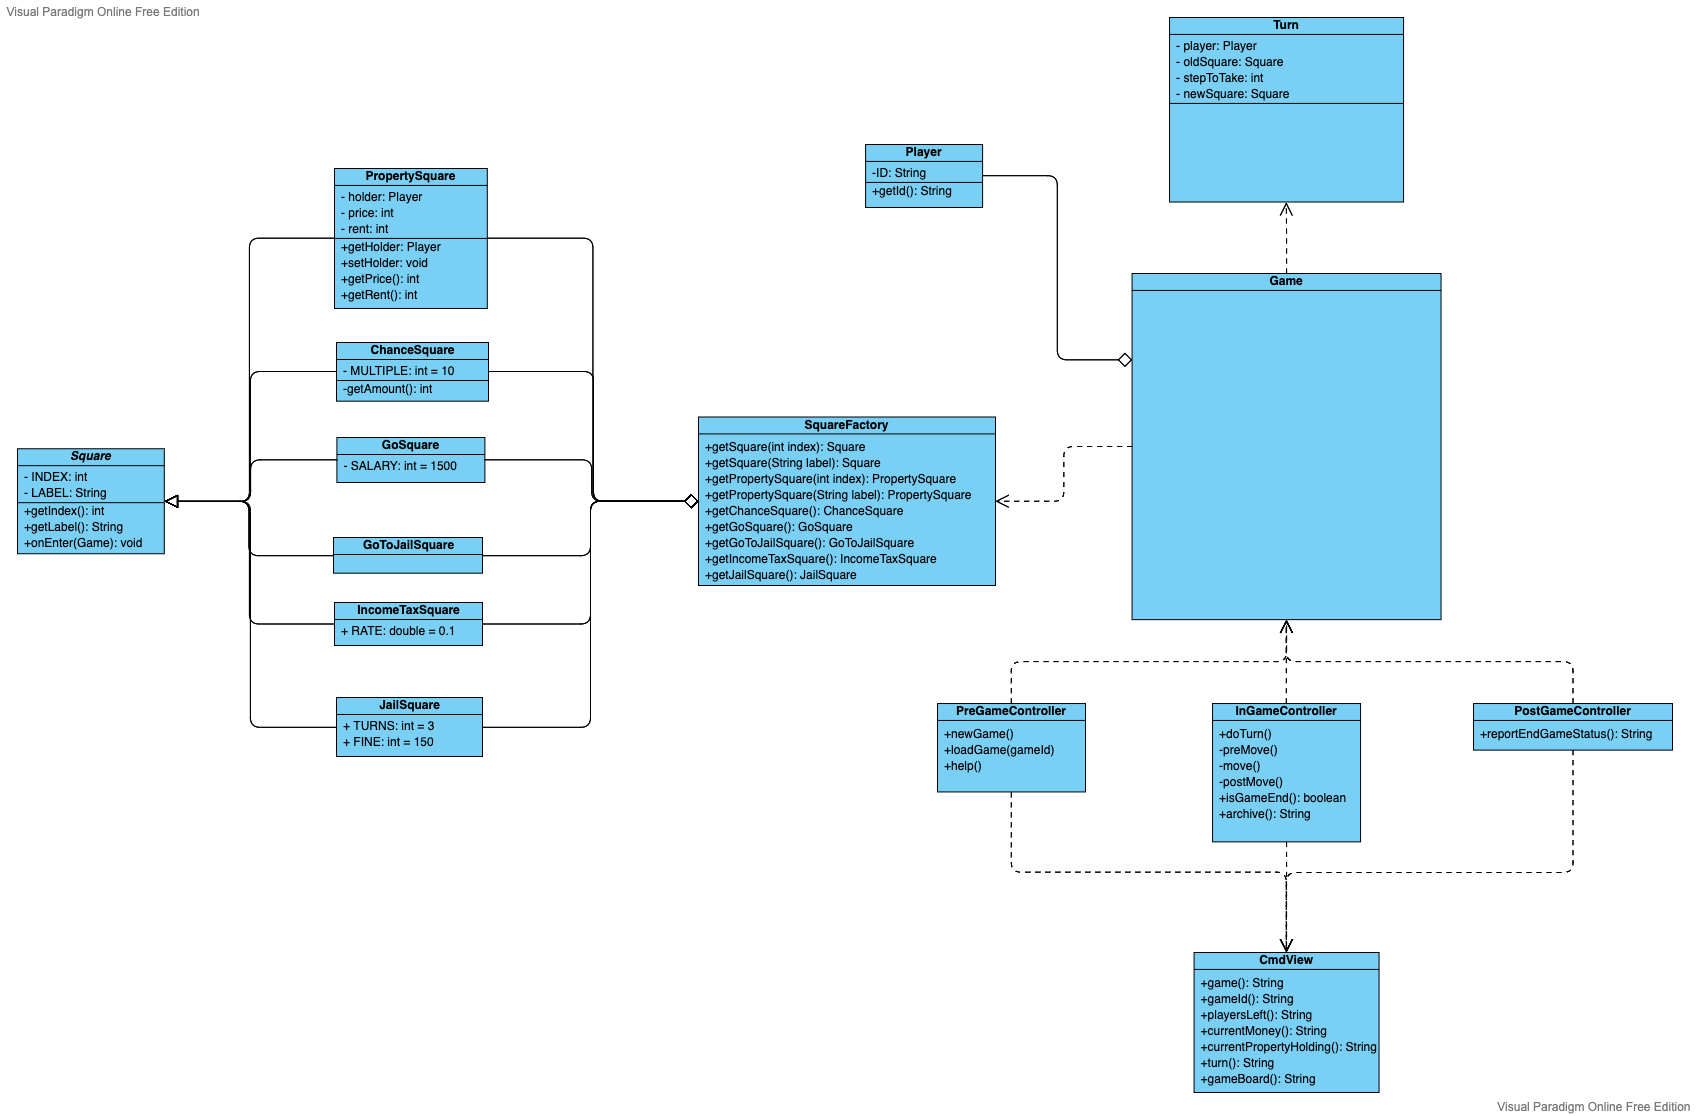 Visual Paradigm Online Free Edition
Turn
- player: Player
- oldSquare: Square
- stepToTake: int
- newSquare: Square
Player
-ID: String
+getId(): String
PropertySquare
- holder: Player
- price: int
- rent: int
+getHolder: Player
+setHolder: void
+getPrice(): int
+getRent(): int
Game
ChanceSquare
- MULTIPLE: int = 10
-getAmount(): int
GoSquare
- SALARY: int = 1500
Square
- INDEX: int
- LABEL: String
+getIndex(): int
+getLabel(): String
+onEnter(Game): void
SquareFactory
+getSquare(int index): Square
+getSquare(String label): Square
+getPropertySquare(int index): PropertySquare
+getPropertySquare(String label): PropertySquare
+getChanceSquare(): ChanceSquare
+getGoSquare(): GoSquare
+getGoToJailSquare(): GoToJailSquare
+getIncomeTaxSquare(): IncomeTaxSquare
+getJailSquare(): JailSquare
GoToJailSquare
IncomeTaxSquare
+ RATE: double = 0.1
JailSquare
+ TURNS: int = 3
+ FINE: int = 150
PreGameController
+newGame()
+loadGame(gameId)
+help()
InGameController
+doTurn()
-preMove()
-move()
-postMove()
+isGameEnd(): boolean
+archive(): String
PostGameController
+reportEndGameStatus(): String
CmdView
+game(): String
+gameId(): String
+playersLeft(): String
+currentMoney(): String
+currentPropertyHolding(): String
+turn(): String
+gameBoard(): String
Visual Paradigm Online Free Edition